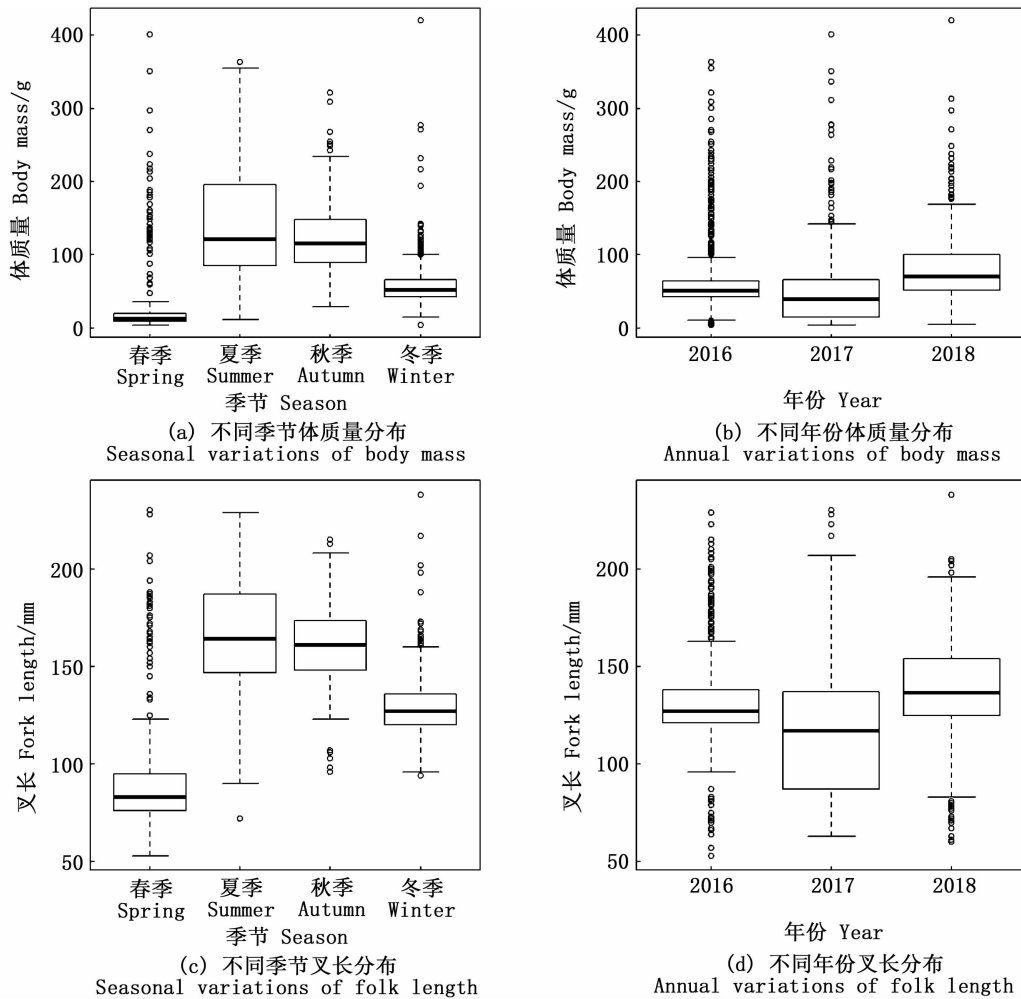 400
300
200
100
0
体质量 Body mass/g
春季 夏季 秋季 冬季
Spring Summer Autumn Winter
季节 Season
(a) 不同季节体质量分布
Seasonal variations of body mass
400
300
200
100
0
体质量 Body mass/g
2016 2017 2018
年份 Year
(b) 不同年份体质量分布
Annual variations of body mass
200
150
100
50
叉长 Fork length/mm
春季 夏季 秋季 冬季
Spring Summer Autumn Winter
季节 Season
(c) 不同季节叉长分布
Seasonal variations of folk length
200
150
100
50
叉长 Fork length/mm
2016 2017 2018
年份 Year
(d) 不同年份叉长分布
Annual variations of folk length